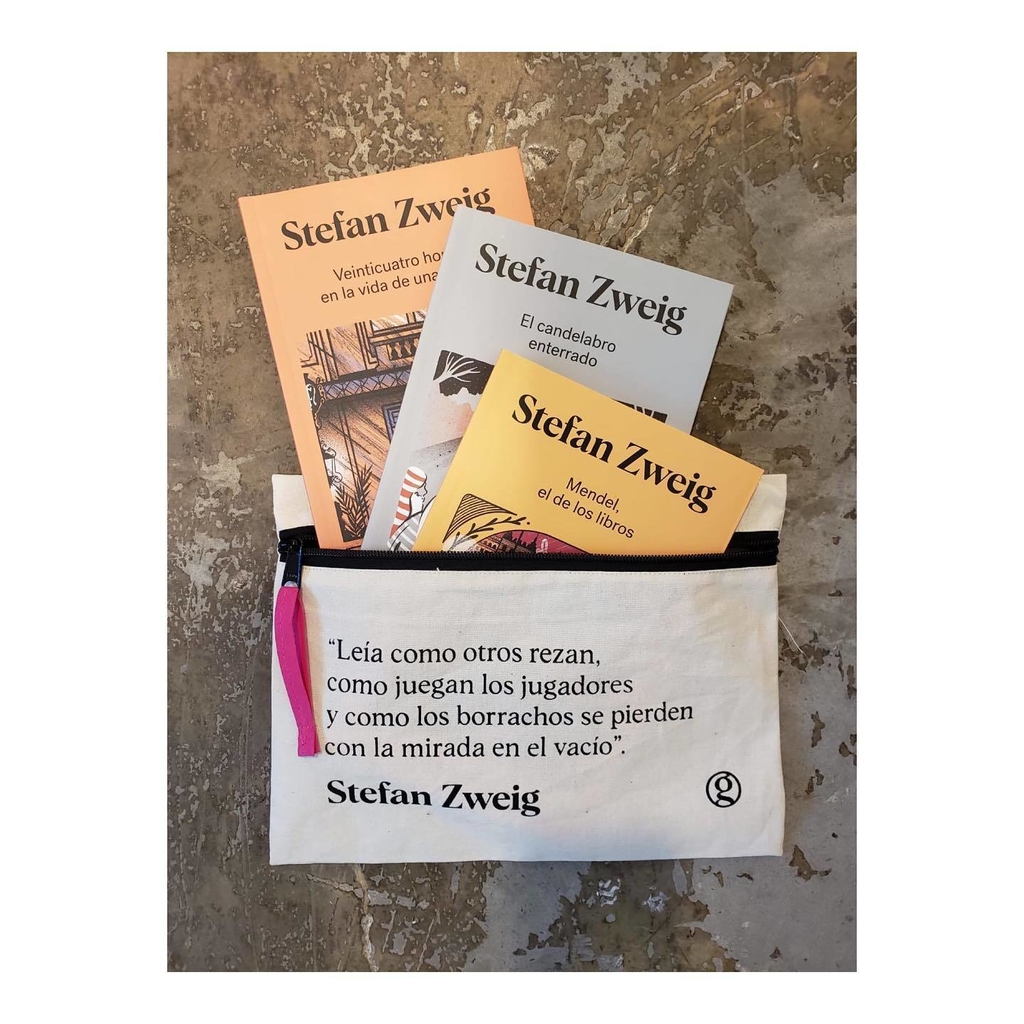 Stefan Zweig
Veinticuatro
en la vida de una
Stefan Zweig
El candelabro
enterrado
Stefan Zweig
Mendel,
el de los libros
“Leía como otros rezan,
como juegan los jugadores
y como los borrachos se pierden
con la mirada en el vacío”.
Stefan Zweig
g